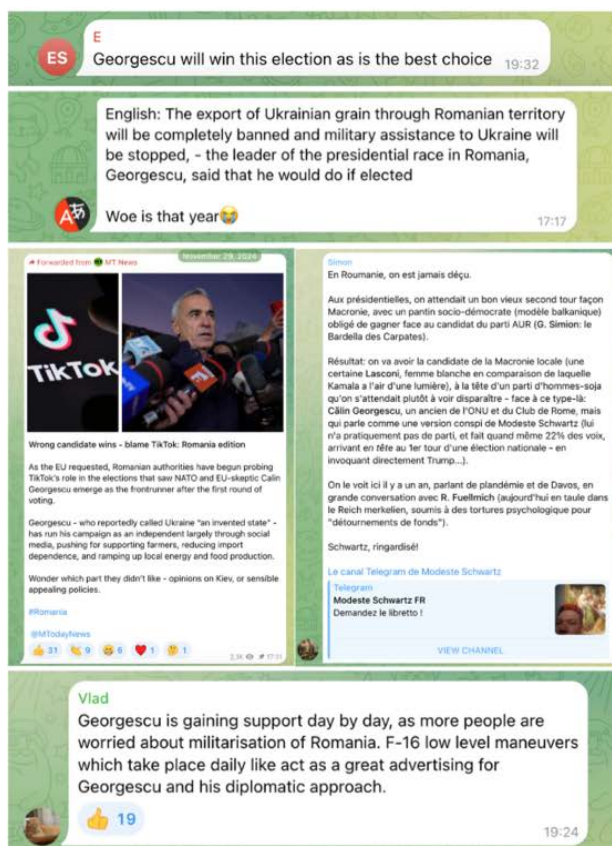 E
ES
Georgescu will win this election as is the best choice
19:32
English: The export of Ukrainian grain through Romanian territory
will be completely banned and military assistance to Ukraine will
be stopped, - the leader of the presidential race in Romania,
Georgescu, said that he would do if elected
Woe is that year😭
17:17
November 29, 2024
Forwarded from MT News
TikTok
Wrong candidate wins - blame TikTok: Romania edition
As the EU requested, Romanian authorities have begun probing
TikTok's role in the elections that saw NATO and EU-skeptic Calin
Georgescu emerge as the frontrunner after the first round of
voting.
Georgescu - who reportedly called Ukraine "an invented state" -
has run his campaign as an independent largely through social
media, pushing for supporting farmers, reducing import
dependence, and ramping up local energy and food production.
Wonder which part they didn't like - opinions on Kiev, or sensible
appealing policies.
#Romania
@MTodayNews
31 9 6 1 1
17:31
Simon
En Roumanie, on est jamais déçu.
Aux présidentielles, on attendait un bon vieux second tour façon
Macronie, avec un pantin socio-démocrate (modèle balkanique)
obligé de gagner face au candidat du parti AUR (G. Simion: le
Bardella des Carpates).
Résultat: on va avoir la candidate de la Macronie locale (une
certaine Lasconi, femme blanche en comparaison de laquelle
Kamala a l'air d'une lumière), à la tête d'un parti d'hommes-soja
qu'on s'attendait plutôt à voir disparaître - face à ce type-là:
Călin Georgescu, un ancien de l'ONU et du Club de Rome, mais
qui parle comme une version conspi de Modeste Schwartz (lui
n'a pratiquement pas de parti, et fait quand même 22% des voix,
arrivant en tête au 1er tour d'une élection nationale - en
invoquant directement Trump...).
On le voit ici il y a un an, parlant de plandémie et de Davos, en
grande conversation avec R. Fuellmich (aujourd'hui en taule dans
le Reich merkelien, soumis à des tortures psychologique pour
"détournements de fonds").
Schwartz, ringardisé!
Le canal Telegram de Modeste Schwartz
Telegram
Modeste Schwartz FR
Demandez le libretto !
VIEW CHANNEL
Vlad
Georgescu is gaining support day by day, as more people are
worried about militarisation of Romania. F-16 low level maneuvers
which take place daily like act as a great advertising for
Georgescu and his diplomatic approach.
19
19:24